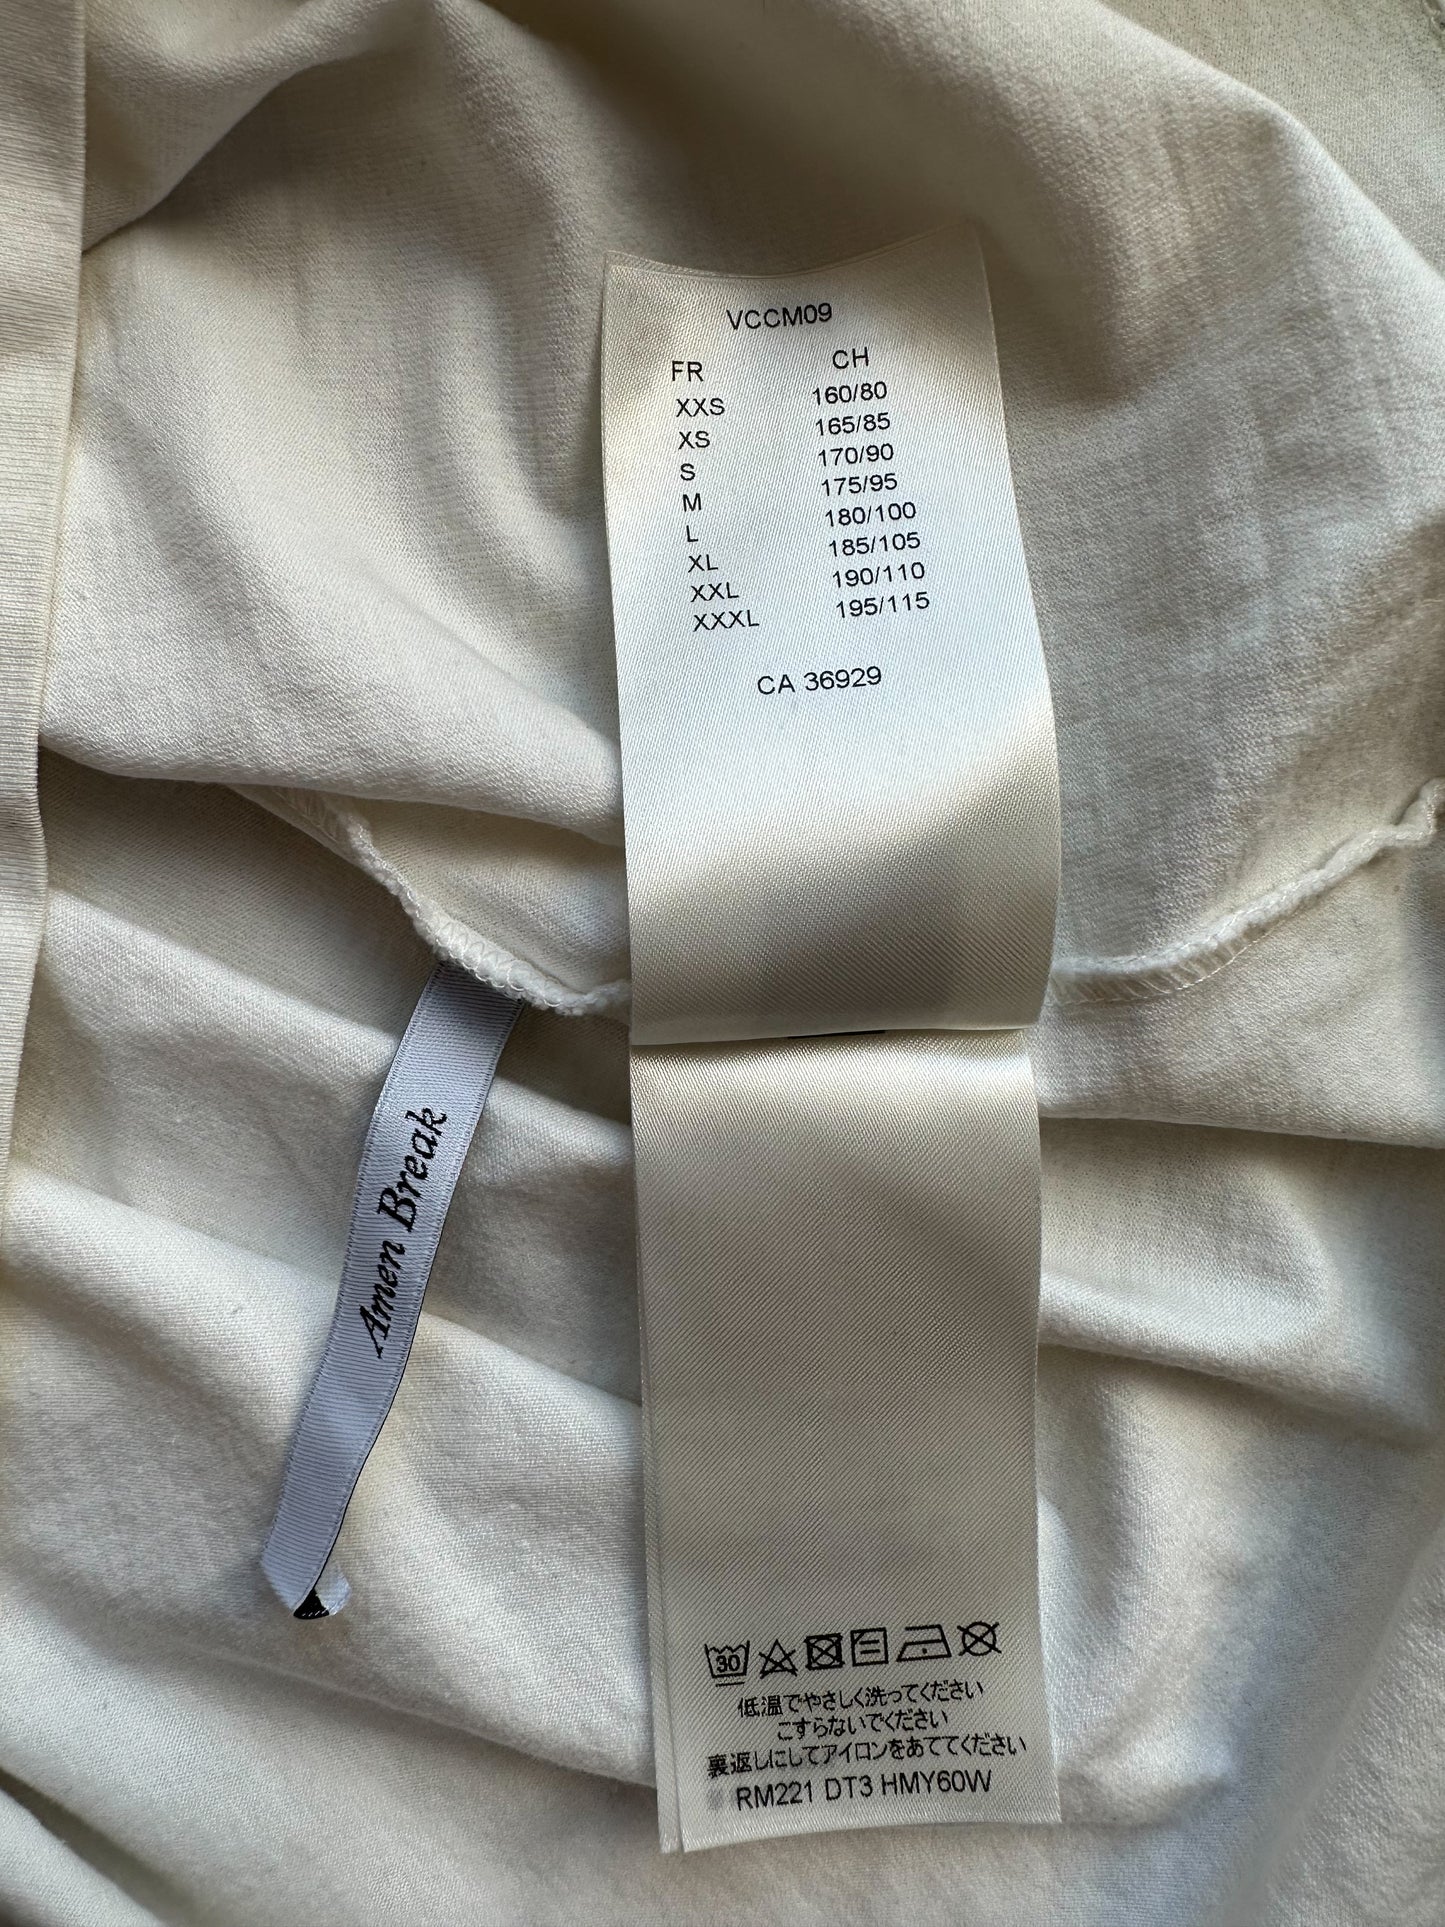 VCCM09
FR CH
XXS 160/80
XS 165/85
S 170/90
M 175/95
L 180/100
XL 185/105
XXL 190/110
XXXL 195/115
CA 36929
Amen Break
30
低温でやさしく洗ってください
こすらないでください
裏返しにしてアイロンをあててください
RM221 DT3 HMY60W